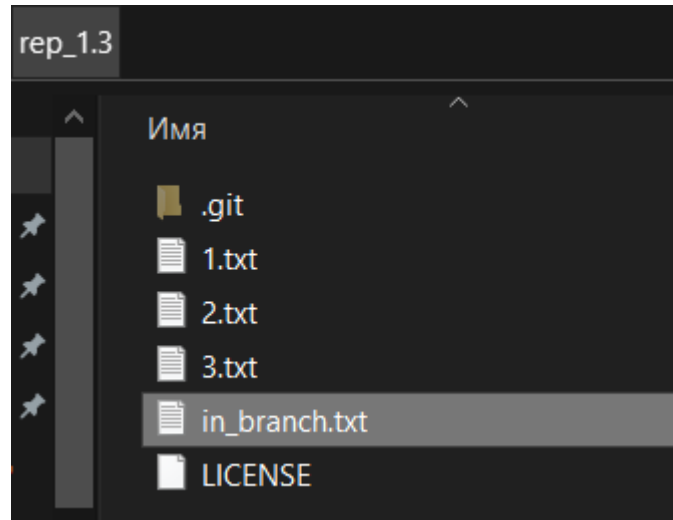 rep_1.3
Имя
.git
1.txt
2.txt
3.txt
in_branch.txt
LICENSE